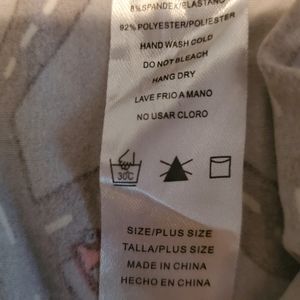 8%SPANDEX/ELASTANO
92%POLYESTER/POLIESTER
HAND WASH COLD
DO NOT BLEACH
HANG DRY
LAVE FRIO A MANO
NO USAR CLORO
30C
SIZE/PLUS SIZE
TALLA/PLUS SIZE
MADE IN CHINA
HECHO EN CHINA